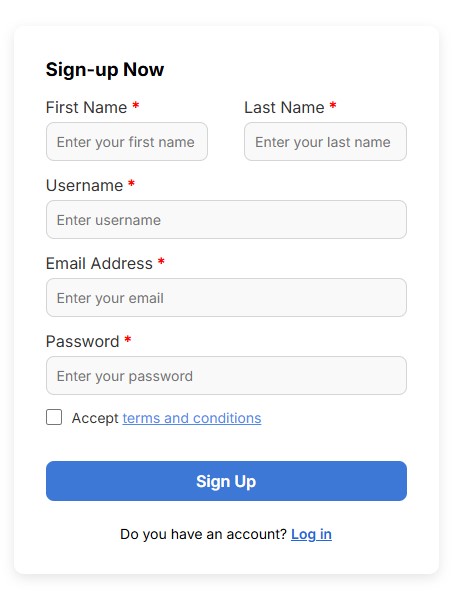 Sign-up Now
First Name * Last Name *
Enter your first name Enter your last name
Username *
Enter username
Email Address *
Enter your email
Password *
Enter your password
Accept terms and conditions
Sign Up
Do you have an account? Log in